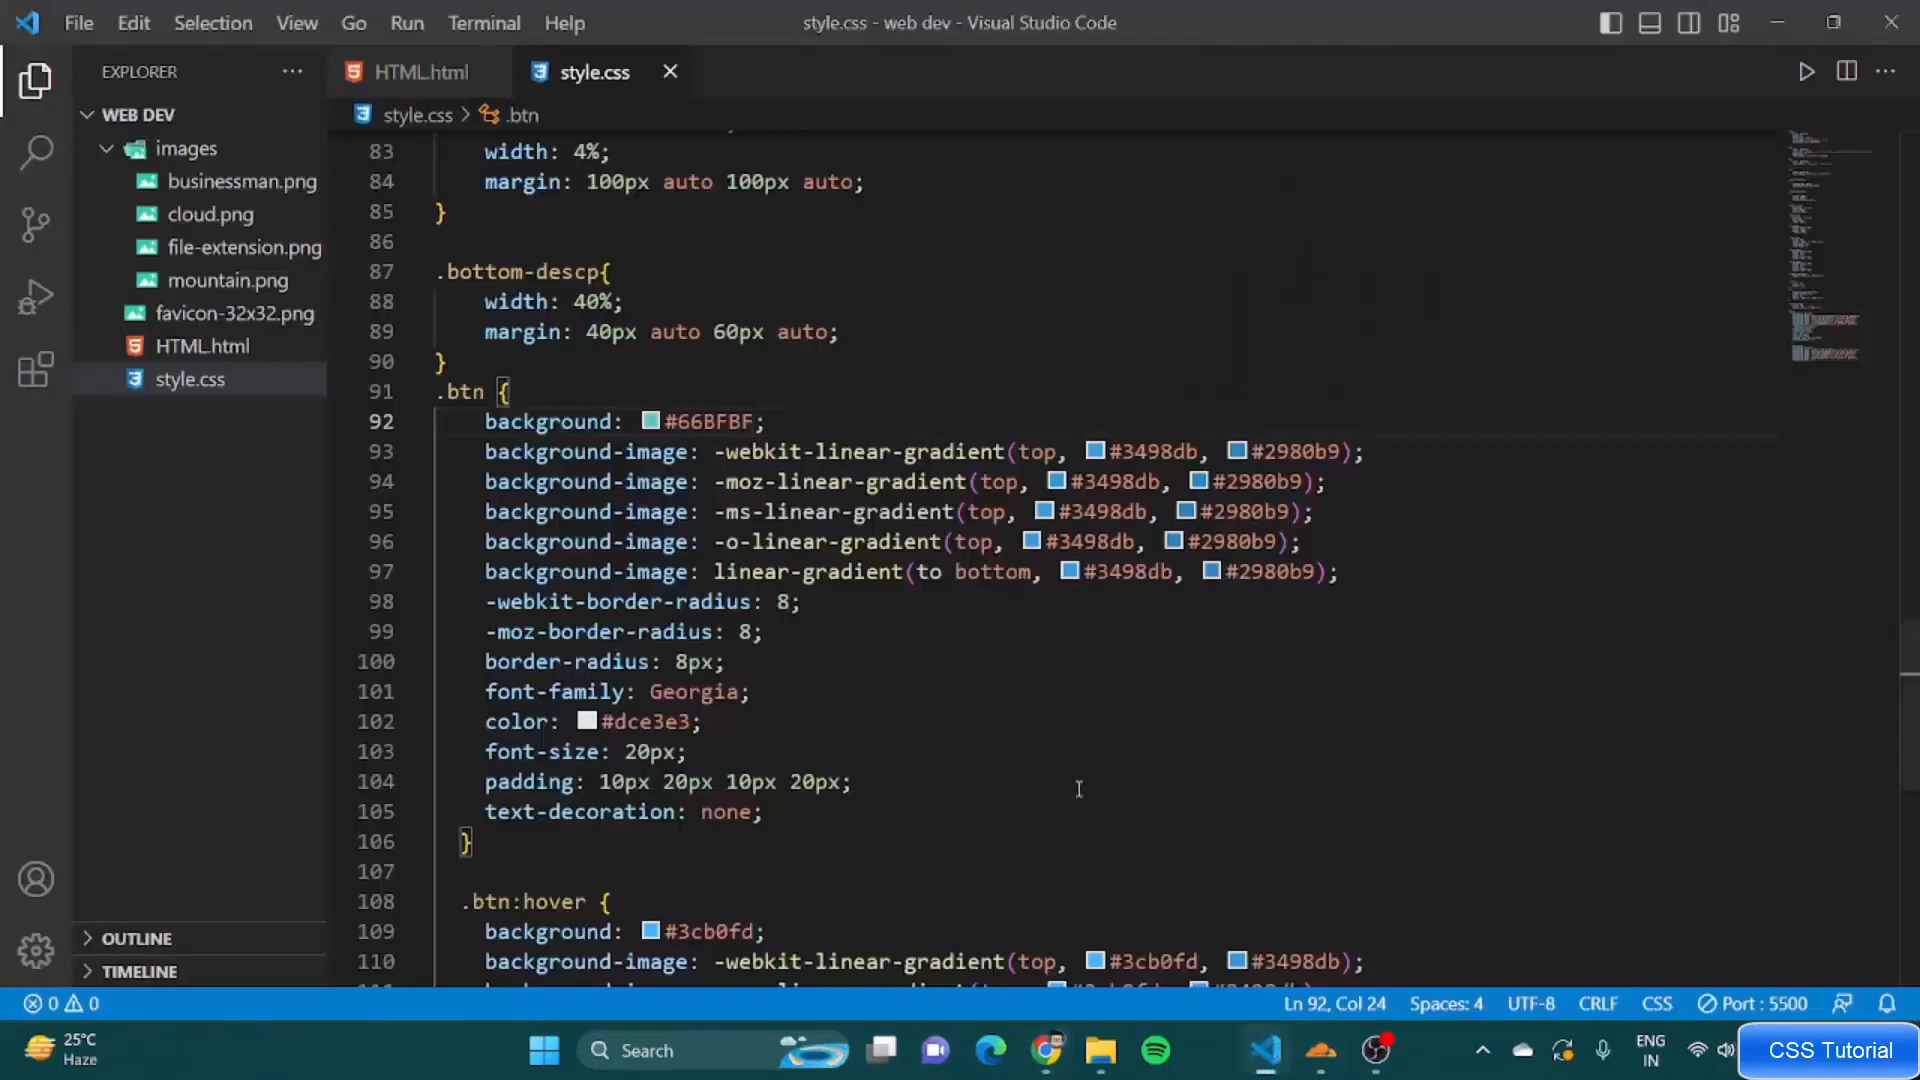 File Edit Selection View Go Run Terminal Help
style.css - web dev - Visual Studio Code
EXPLORER
WEB DEV
images
businessman.png
cloud.png
file-extension.png
mountain.png
favicon-32x32.png
HTML.html
style.css
OUTLINE
TIMELINE
HTML.html
style.css
style.css > .btn
83 width: 4%;
84 margin: 100px auto 100px auto;
85 }
86
87 .bottom-descp{
88 width: 40%;
89 margin: 40px auto 60px auto;
90 }
91 .btn {
92 background: #66BFBF;
93 background-image: -webkit-linear-gradient(top, #3498db, #2980b9);
94 background-image: -moz-linear-gradient(top, #3498db, #2980b9);
95 background-image: -ms-linear-gradient(top, #3498db, #2980b9);
96 background-image: -o-linear-gradient(top, #3498db, #2980b9);
97 background-image: linear-gradient(to bottom, #3498db, #2980b9);
98 -webkit-border-radius: 8;
99 -moz-border-radius: 8;
100 border-radius: 8px;
101 font-family: Georgia;
102 color: #dce3e3;
103 font-size: 20px;
104 padding: 10px 20px 10px 20px;
105 text-decoration: none;
106 }
107
108 .btn:hover {
109 background: #3cb0fd;
110 background-image: -webkit-linear-gradient(top, #3cb0fd, #3498db);
0 0
Ln 92, Col 24 Spaces: 4 UTF-8 CRLF CSS Port : 5500
25°C
Haze
Search
ENG
IN
CSS Tutorial